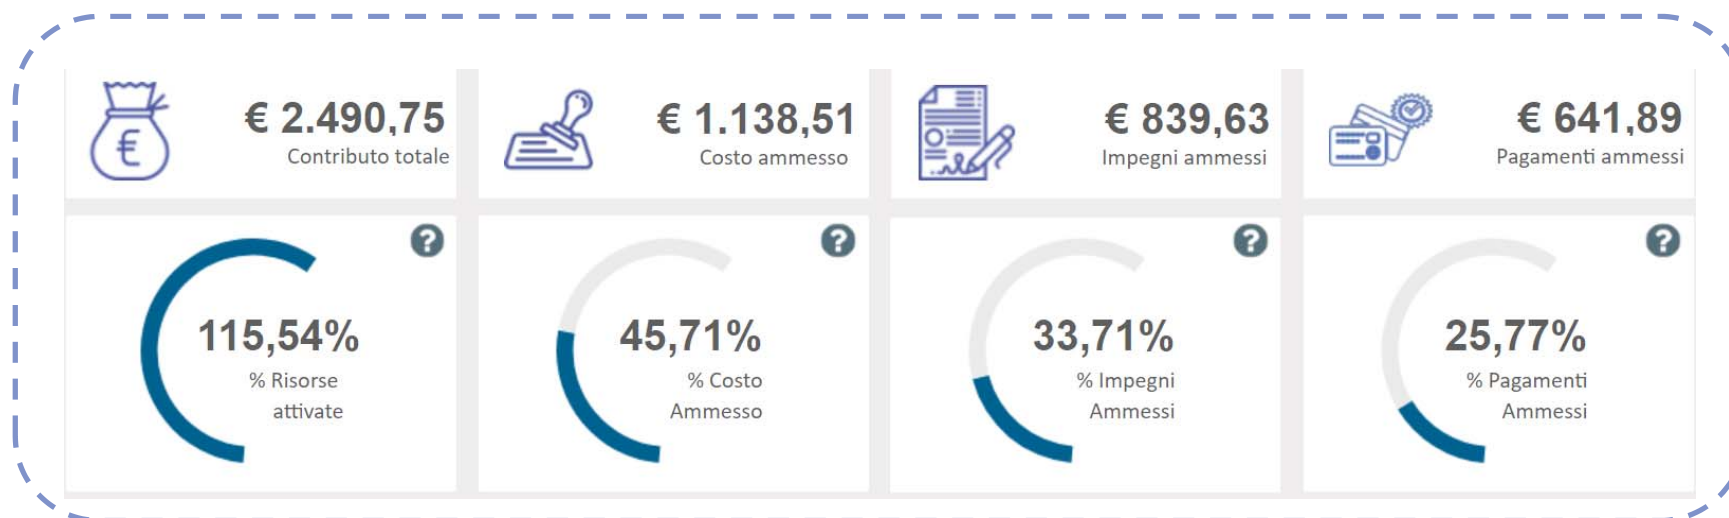 € 2.490,75
Contributo totale
€ 1.138,51
Costo ammesso
€ 839,63
Impegni ammessi
€ 641,89
Pagamenti ammessi
€
?
115,54%
% Risorse
attivate
?
45,71%
% Costo
Ammesso
?
33,71%
% Impegni
Ammessi
?
25,77%
% Pagamenti
Ammessi